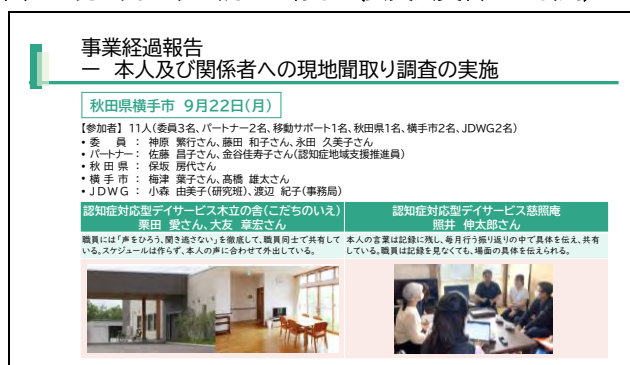 事業経過報告
ー 本人及び関係者への現地聞取り調査の実施
秋田県横手市 9月22日(月)
【参加者】 11人(委員3名、パートナー2名、移動サポート1名、秋田県1名、横手市2名、JDWG2名)
• 委　　員 : 神原 繁行さん、藤田 和子さん、永田 久美子さん
• パートナー: 佐藤 昌子さん、金谷佳寿子さん(認知症地域支援推進員)
• 秋 田 県 : 保坂 房代さん
• 横 手 市 : 梅津 葉子さん、髙橋 雄太さん
• J D W G : 小森 由美子(研究班)、渡辺 紀子(事務局)
認知症対応型デイサービス木立の舎(こだちのいえ)
栗田 愛さん、大友 章宏さん
認知症対応型デイサービス慈照庵
照井 伸太郎さん
職員には「声をひろう、聞き逃さない」を徹底して、職員同士で共有して
いる。スケジュールは作らず、本人の声に合わせて外出している。
本人の言葉は記録に残し、毎月行う振り返りの中で具体を伝え、共有
している。職員は記録を見なくても、場面の具体を伝えられる。